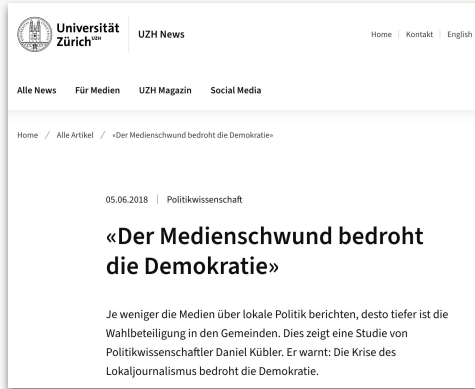 Universität
Zürich UZH
UZH News
Home | Kontakt | English
Alle News Für Medien UZH Magazin Social Media
Home / Alle Artikel / «Der Medienschwund bedroht die Demokratie»
05.06.2018 | Politikwissenschaft
«Der Medienschwund bedroht
die Demokratie»
Je weniger die Medien über lokale Politik berichten, desto tiefer ist die
Wahlbeteiligung in den Gemeinden. Dies zeigt eine Studie von
Politikwissenschaftler Daniel Kübler. Er warnt: Die Krise des
Lokaljournalismus bedroht die Demokratie.